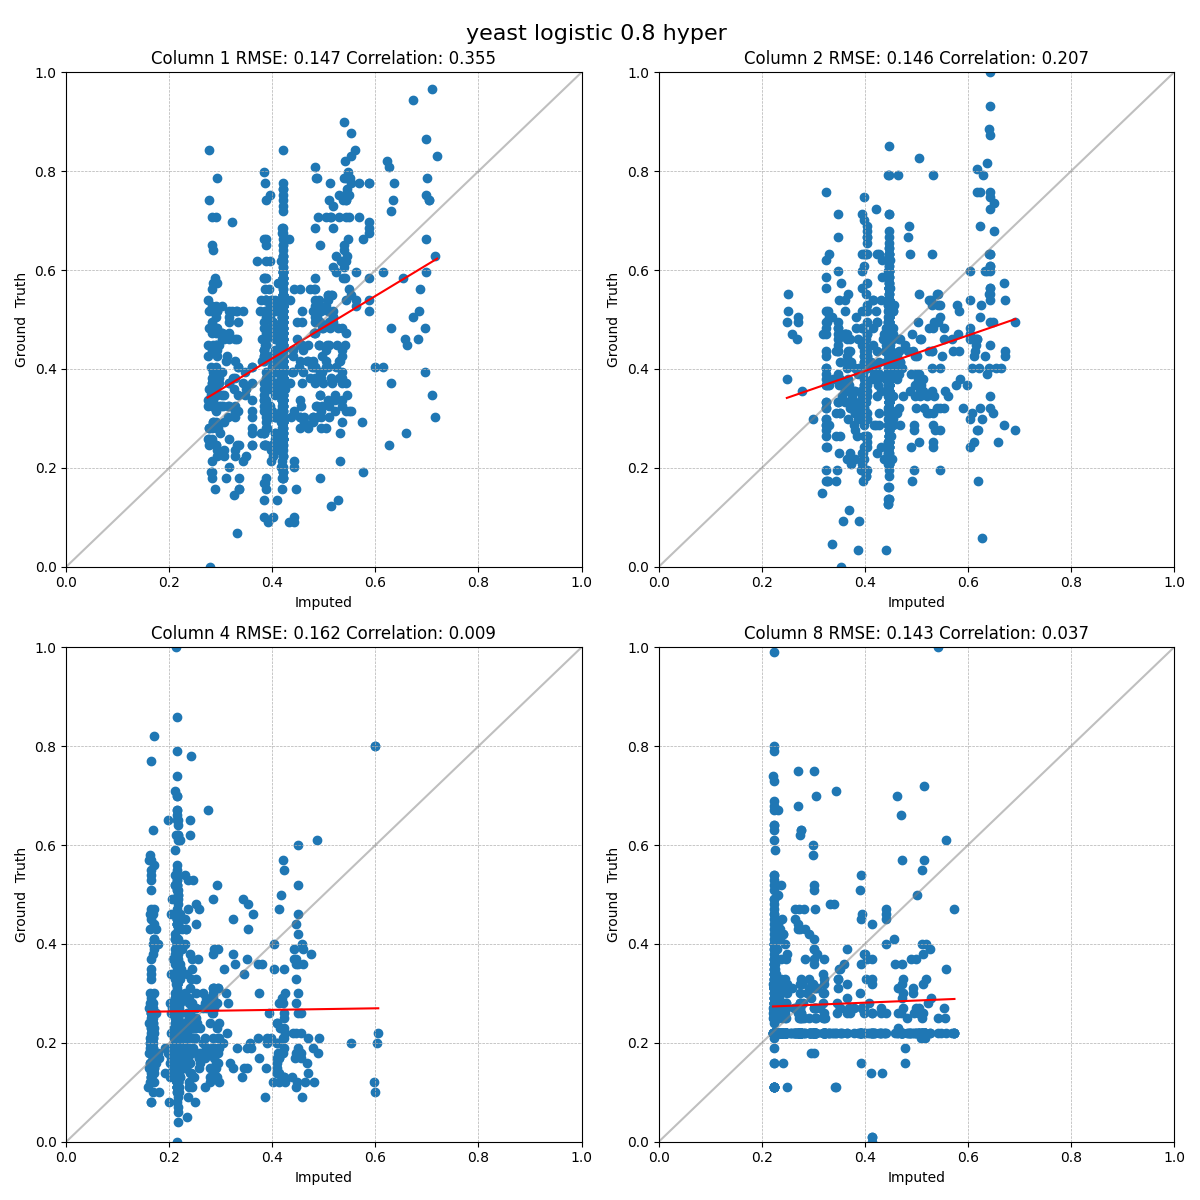 yeast logistic 0.8 hyper
Column 1 RMSE: 0.147 Correlation: 0.355
1.0
0.8
0.6
0.4
0.2
0.0
Ground Truth
0.0 0.2 0.4 0.6 0.8 1.0
Imputed
Column 2 RMSE: 0.146 Correlation: 0.207
1.0
0.8
0.6
0.4
0.2
0.0
Ground Truth
0.0 0.2 0.4 0.6 0.8 1.0
Imputed
Column 4 RMSE: 0.162 Correlation: 0.009
1.0
0.8
0.6
0.4
0.2
0.0
Ground Truth
0.0 0.2 0.4 0.6 0.8 1.0
Imputed
Column 8 RMSE: 0.143 Correlation: 0.037
1.0
0.8
0.6
0.4
0.2
0.0
Ground Truth
0.0 0.2 0.4 0.6 0.8 1.0
Imputed